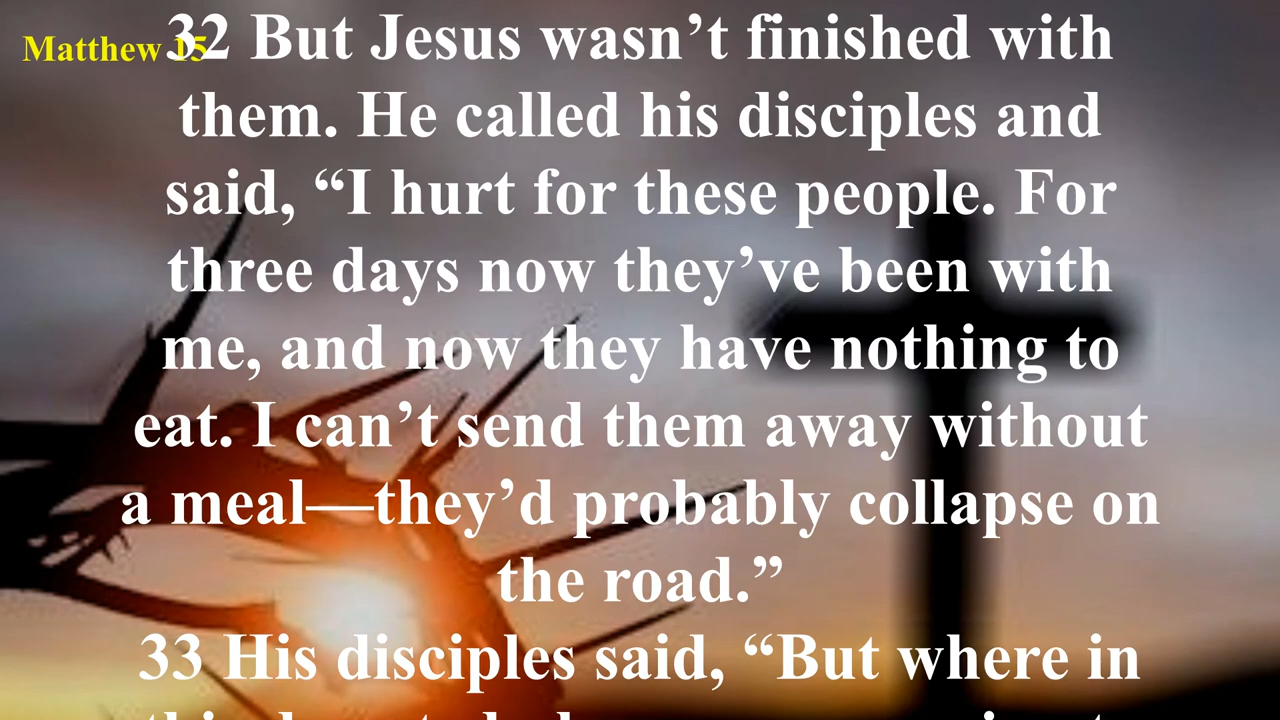 Matthew 15
32 But Jesus wasn’t finished with
them. He called his disciples and
said, “I hurt for these people. For
three days now they’ve been with
me, and now they have nothing to
eat. I can’t send them away without
a meal—they’d probably collapse on
the road.”
33 His disciples said, “But where in